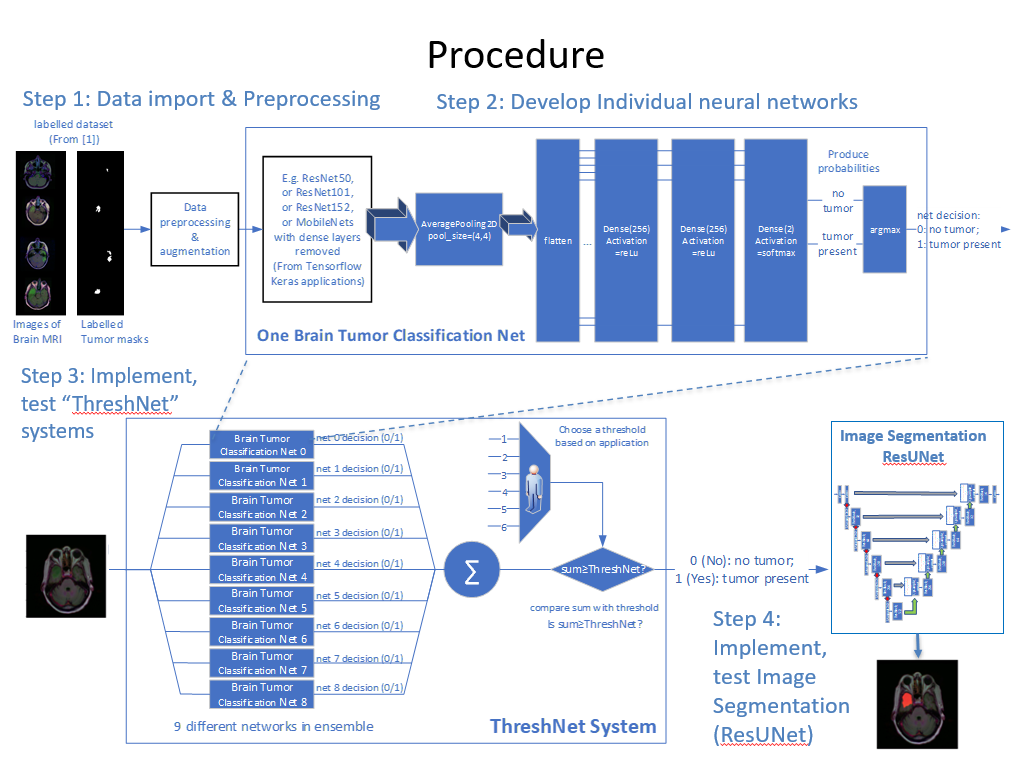 Procedure
Step 1: Data import & Preprocessing
Step 2: Develop Individual neural networks
labelled dataset
(From [1])
Images of
Brain MRI
Labelled
Tumor masks
Data
preprocessing
&
augmentation
E.g. ResNet50,
or ResNet101,
or ResNet152,
or MobileNets
with dense layers
removed
(From Tensorflow
Keras applications)
AveragePooling2D
pool_size=(4,4)
flatten
...
Dense(256)
Activation
=reLu
Dense(256)
Activation
=reLu
Dense(2)
Activation
=softmax
Produce
probabilities
no
tumor
tumor
present
argmax
net decision:
0: no tumor;
1: tumor present
One Brain Tumor Classification Net
Step 3: Implement,
test “ThreshNet”
systems
Brain Tumor
Classification Net 0
net 0 decision (0/1)
Brain Tumor
Classification Net 1
net 1 decision (0/1)
Brain Tumor
Classification Net 2
net 2 decision (0/1)
Brain Tumor
Classification Net 3
net 3 decision (0/1)
Brain Tumor
Classification Net 4
net 4 decision (0/1)
Brain Tumor
Classification Net 5
net 5 decision (0/1)
Brain Tumor
Classification Net 6
net 6 decision (0/1)
Brain Tumor
Classification Net 7
net 7 decision (0/1)
Brain Tumor
Classification Net 8
net 8 decision (0/1)
9 different networks in ensemble
∑
1
2
3
4
5
6
Choose a threshold
based on application
sum≥ThreshNet?
compare sum with threshold
Is sum≥ThreshNet?
ThreshNet System
0 (No): no tumor;
1 (Yes): tumor present
Image Segmentation
ResUNet
Step 4:
Implement,
test Image
Segmentation
(ResUNet)